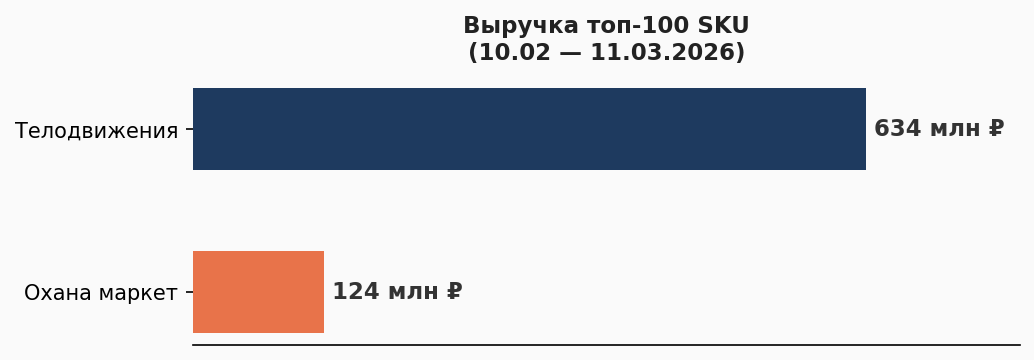 Выручка топ-100 SKU
(10.02 — 11.03.2026)
Телодвижения
634 млн ₽
Охана маркет
124 млн ₽